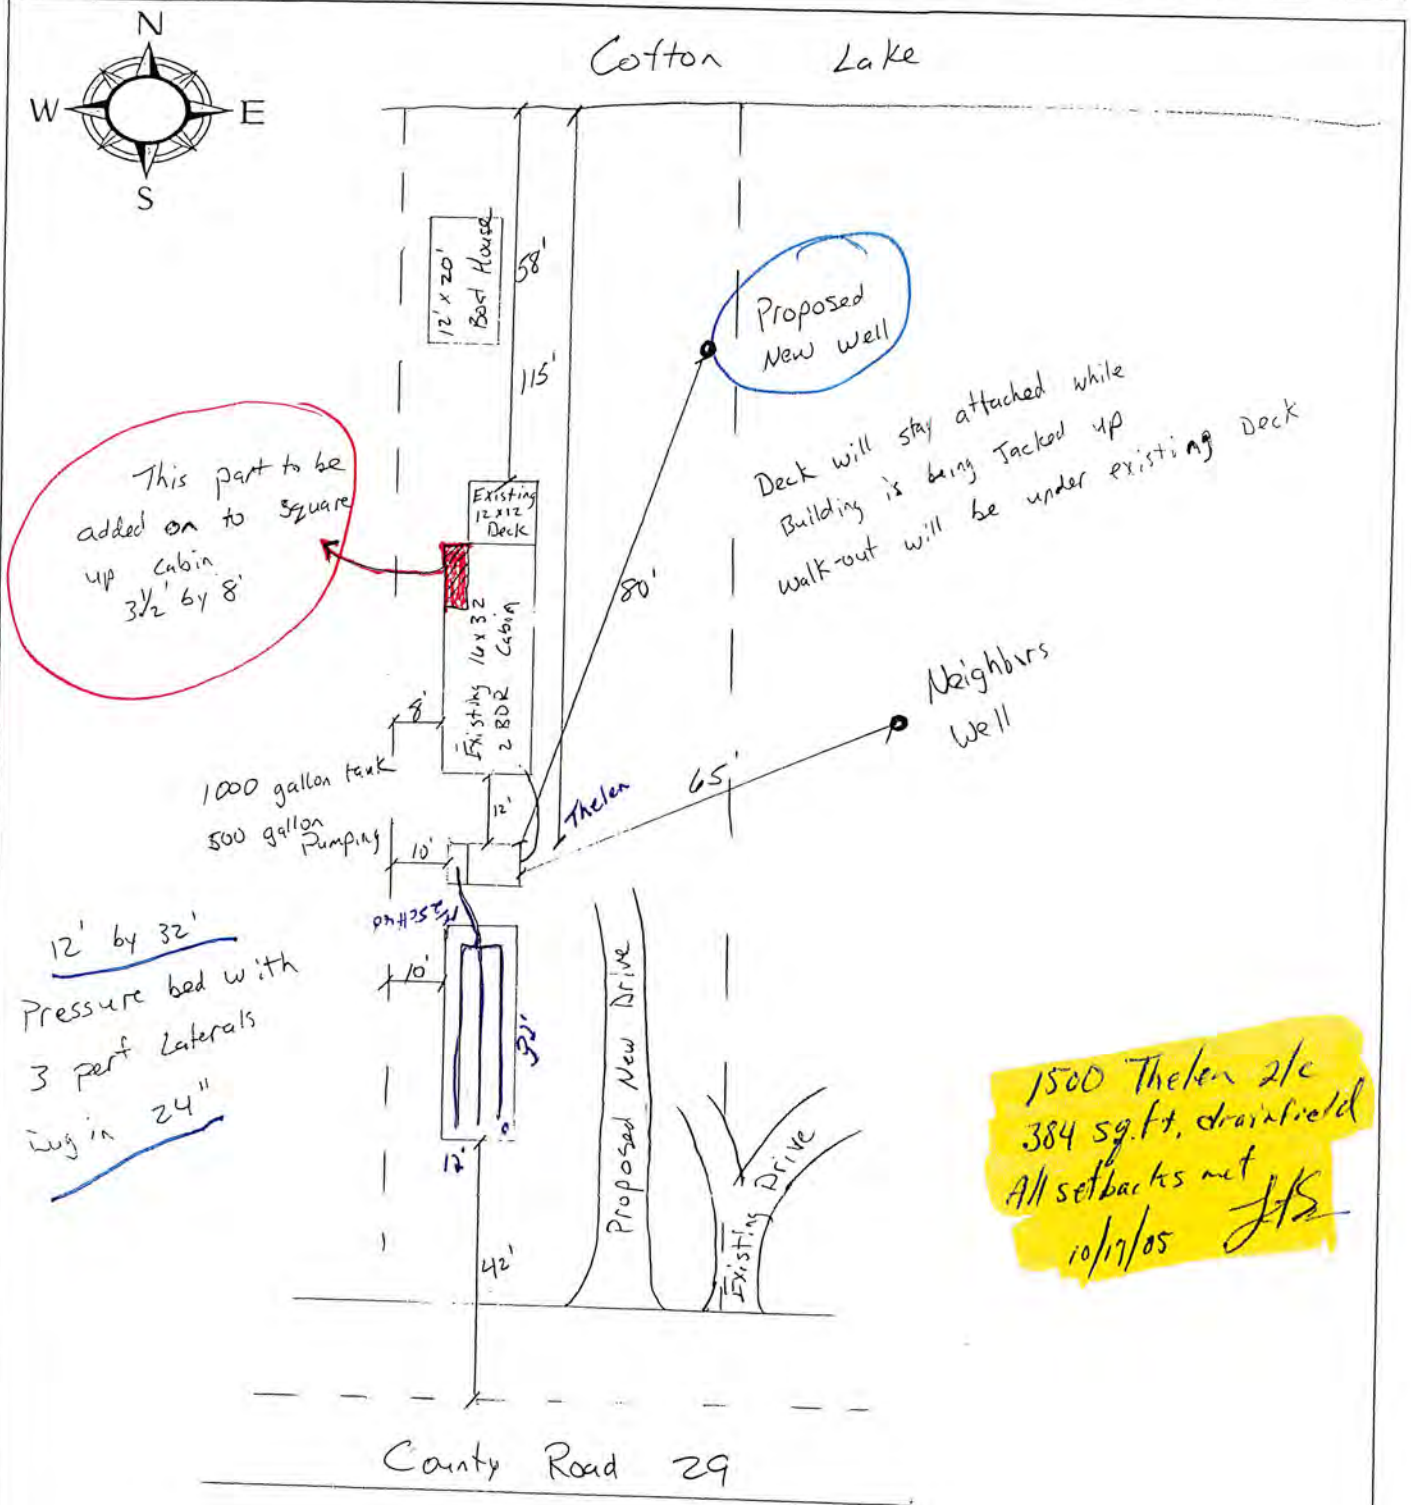 N
W E
S
Cotton Lake
12' x 20'
Boat House
58'
115'
Proposed
New Well
This part to be
added on to square
up cabin
3½' by 8'
Existing
12x12
Deck
Deck will stay attached while
Building is being Jacked up
walk-out will be under existing Deck
80'
Existing 16x32
2 BDR Cabin
8'
Neighbors
Well
65'
1000 gallon tank
500 gallon
Pumping
12'
Thelen
10'
12' by 32'
Pressure bed with
3 perf Laterals
Dug in 24"
10'
32'
12'
42'
Proposed New Drive
Existing Drive
1500 Thelen 2/c
384 sq.ft. drainfield
All setbacks met
10/17/05
County Road 29